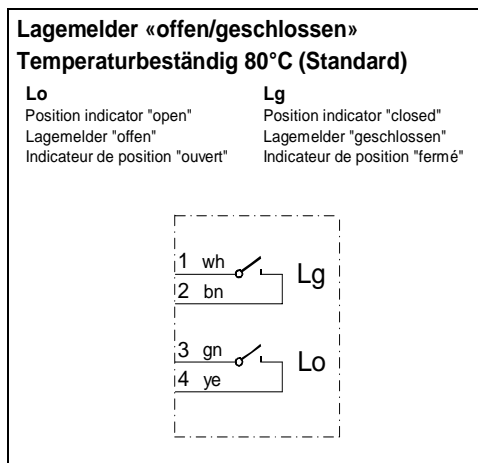 Lagemelder «offen/geschlossen»
Temperaturbeständig 80°C (Standard)
Lo
Position indicator "open"
Lagemelder "offen"
Indicateur de position "ouvert"
Lg
Position indicator "closed"
Lagemelder "geschlossen"
Indicateur de position "fermé"
1 wh
2 bn
Lg
3 gn
4 ye
Lo